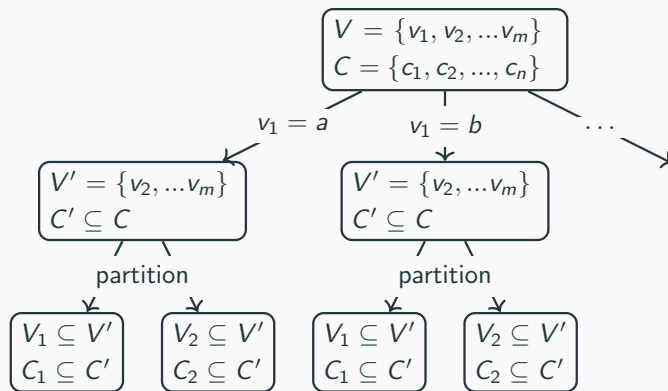 V = {v₁, v₂, ...vₘ}
C = {c₁, c₂, ..., cₙ}
v₁ = a
v₁ = b
...
V′ = {v₂, ...vₘ}
C′ ⊆ C
V′ = {v₂, ...vₘ}
C′ ⊆ C
partition
partition
V₁ ⊆ V′
C₁ ⊆ C′
V₂ ⊆ V′
C₂ ⊆ C′
V₁ ⊆ V′
C₁ ⊆ C′
V₂ ⊆ V′
C₂ ⊆ C′